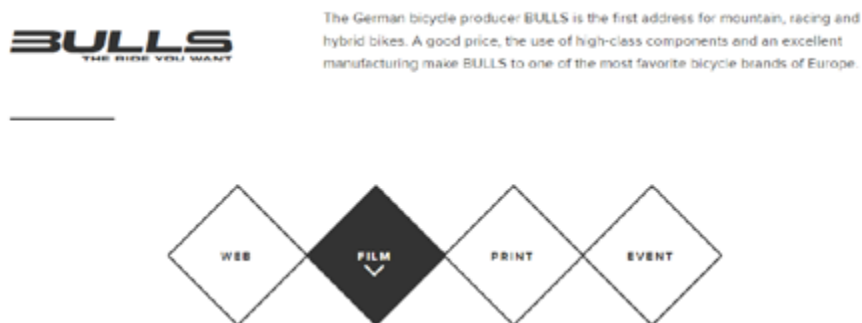 BULLS
THE RIDE YOU WANT
The German bicycle producer BULLS is the first address for mountain, racing and
hybrid bikes. A good price, the use of high-class components and an excellent
manufacturing make BULLS to one of the most favorite bicycle brands of Europe.
WEB
FILM
PRINT
EVENT